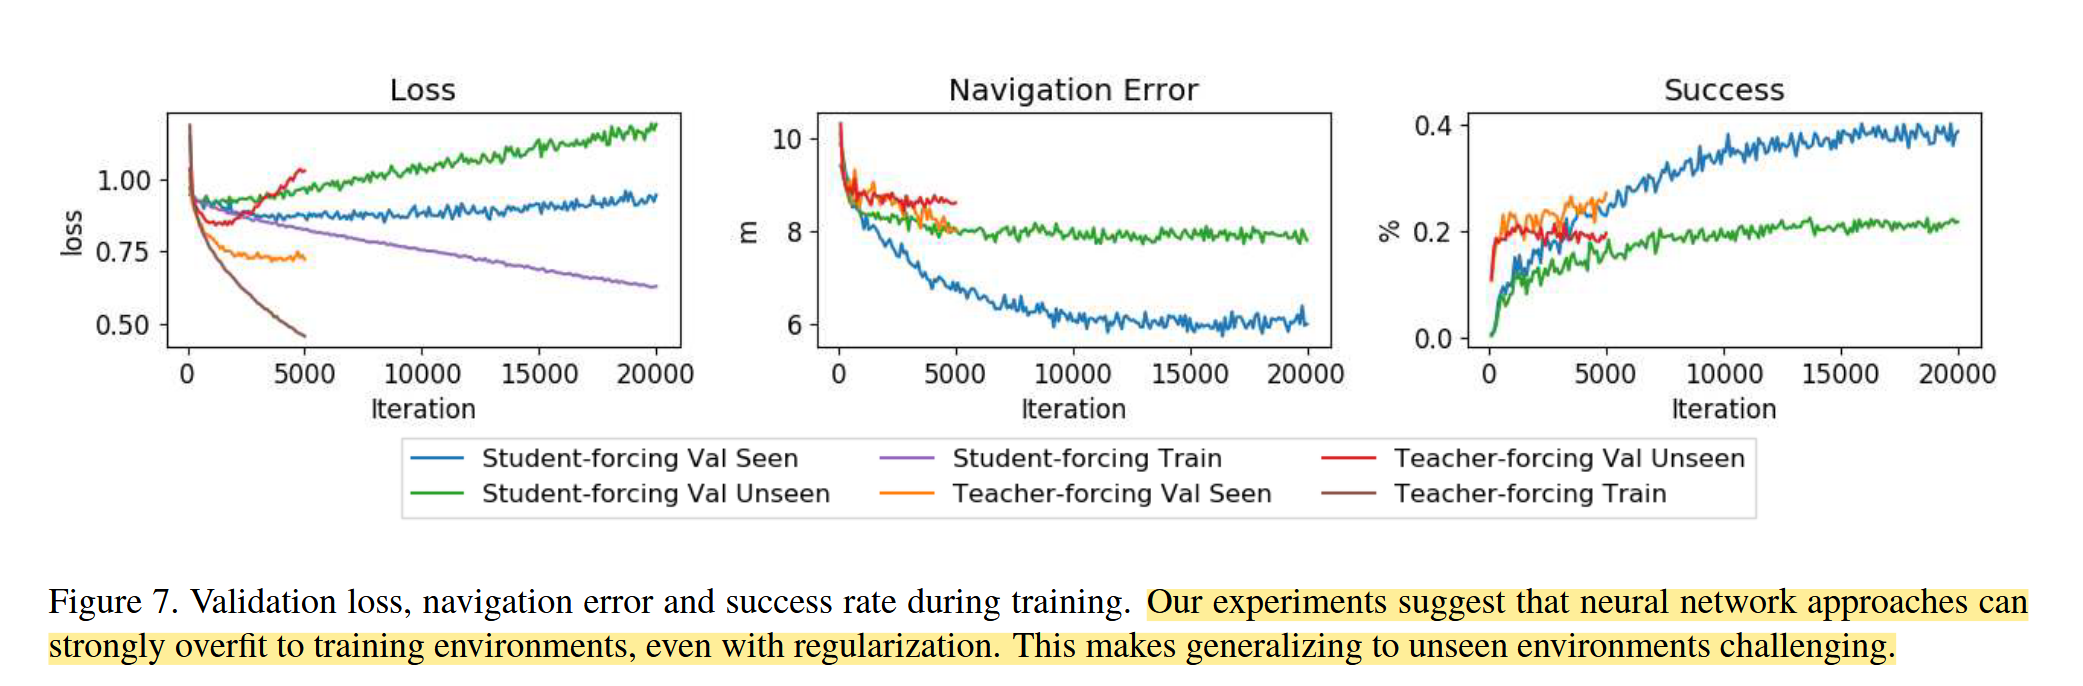 Loss
Navigation Error
Success
loss
1.00
0.75
0.50
0 5000 10000 15000 20000
Iteration
m
10
8
6
0 5000 10000 15000 20000
Iteration
%
0.4
0.2
0.0
0 5000 10000 15000 20000
Iteration
Student-forcing Val Seen
Student-forcing Val Unseen
Student-forcing Train
Teacher-forcing Val Seen
Teacher-forcing Val Unseen
Teacher-forcing Train
Figure 7. Validation loss, navigation error and success rate during training. Our experiments suggest that neural network approaches can
strongly overfit to training environments, even with regularization. This makes generalizing to unseen environments challenging.